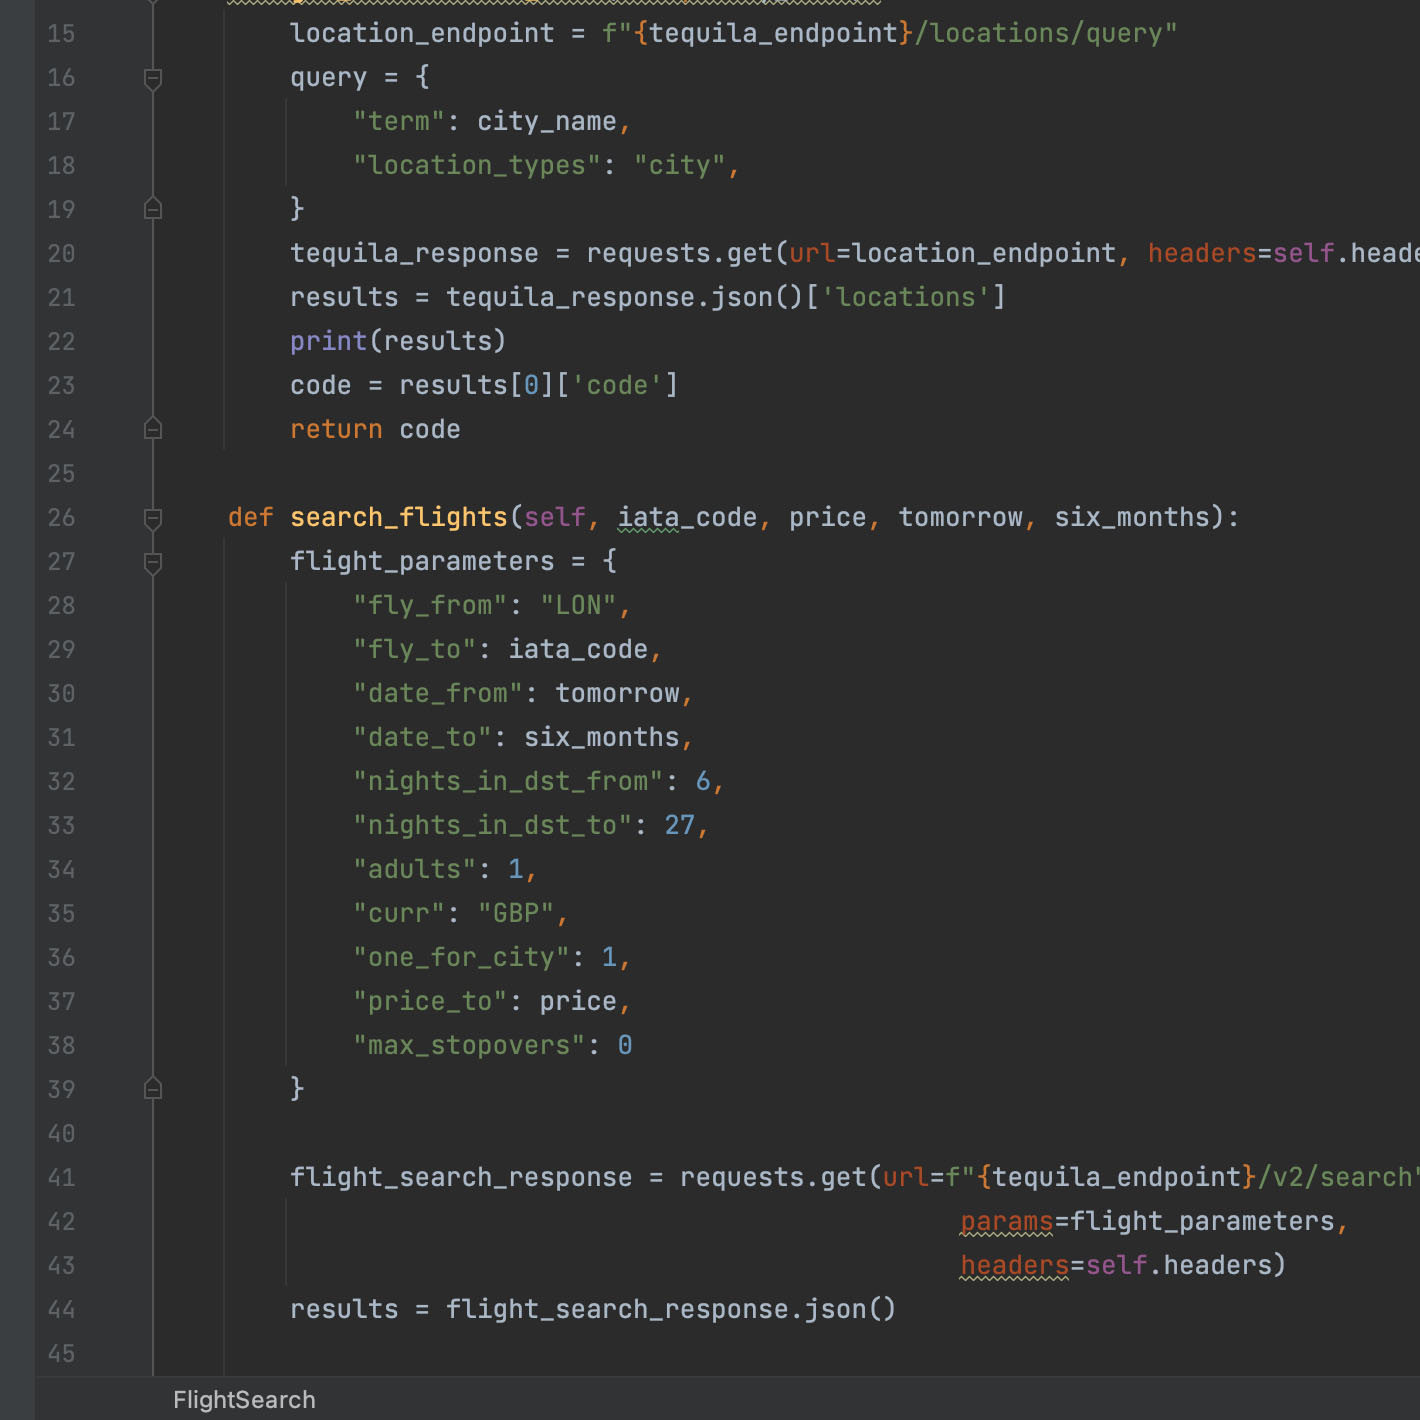 15 location_endpoint = f"{tequila_endpoint}/locations/query"
16 query = {
17 "term": city_name,
18 "location_types": "city",
19 }
20 tequila_response = requests.get(url=location_endpoint, headers=self.heade
21 results = tequila_response.json()['locations']
22 print(results)
23 code = results[0]['code']
24 return code
25
26 def search_flights(self, iata_code, price, tomorrow, six_months):
27 flight_parameters = {
28 "fly_from": "LON",
29 "fly_to": iata_code,
30 "date_from": tomorrow,
31 "date_to": six_months,
32 "nights_in_dst_from": 6,
33 "nights_in_dst_to": 27,
34 "adults": 1,
35 "curr": "GBP",
36 "one_for_city": 1,
37 "price_to": price,
38 "max_stopovers": 0
39 }
40
41 flight_search_response = requests.get(url=f"{tequila_endpoint}/v2/search"
42 params=flight_parameters,
43 headers=self.headers)
44 results = flight_search_response.json()
45
FlightSearch